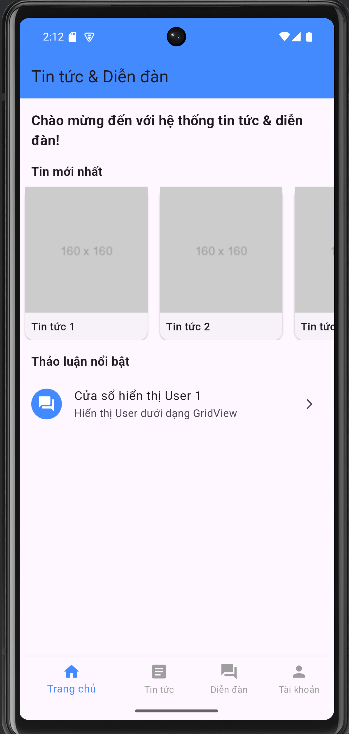 2:12
Tin tức & Diễn đàn
Chào mừng đến với hệ thống tin tức & diễn
đàn!
Tin mới nhất
160 x 160
160 x 160
Tin tức 1
Tin tức 2
Tin tức
Thảo luận nổi bật
Cửa sổ hiển thị User 1
Hiển thị User dưới dạng GridView
Trang chủ
Tin tức
Diễn đàn
Tài khoản